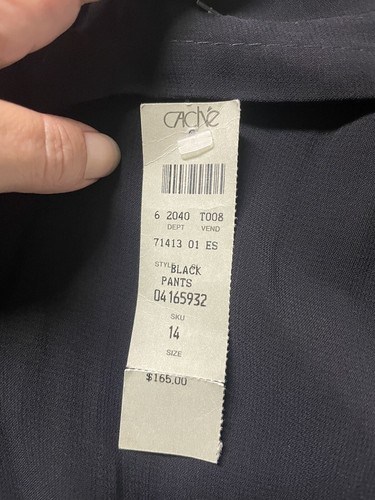 CACHÉ
6 2040 T008
DEPT VEND
71413 01 ES
STYLE
BLACK
PANTS
04165932
SKU
14
SIZE
$165.00